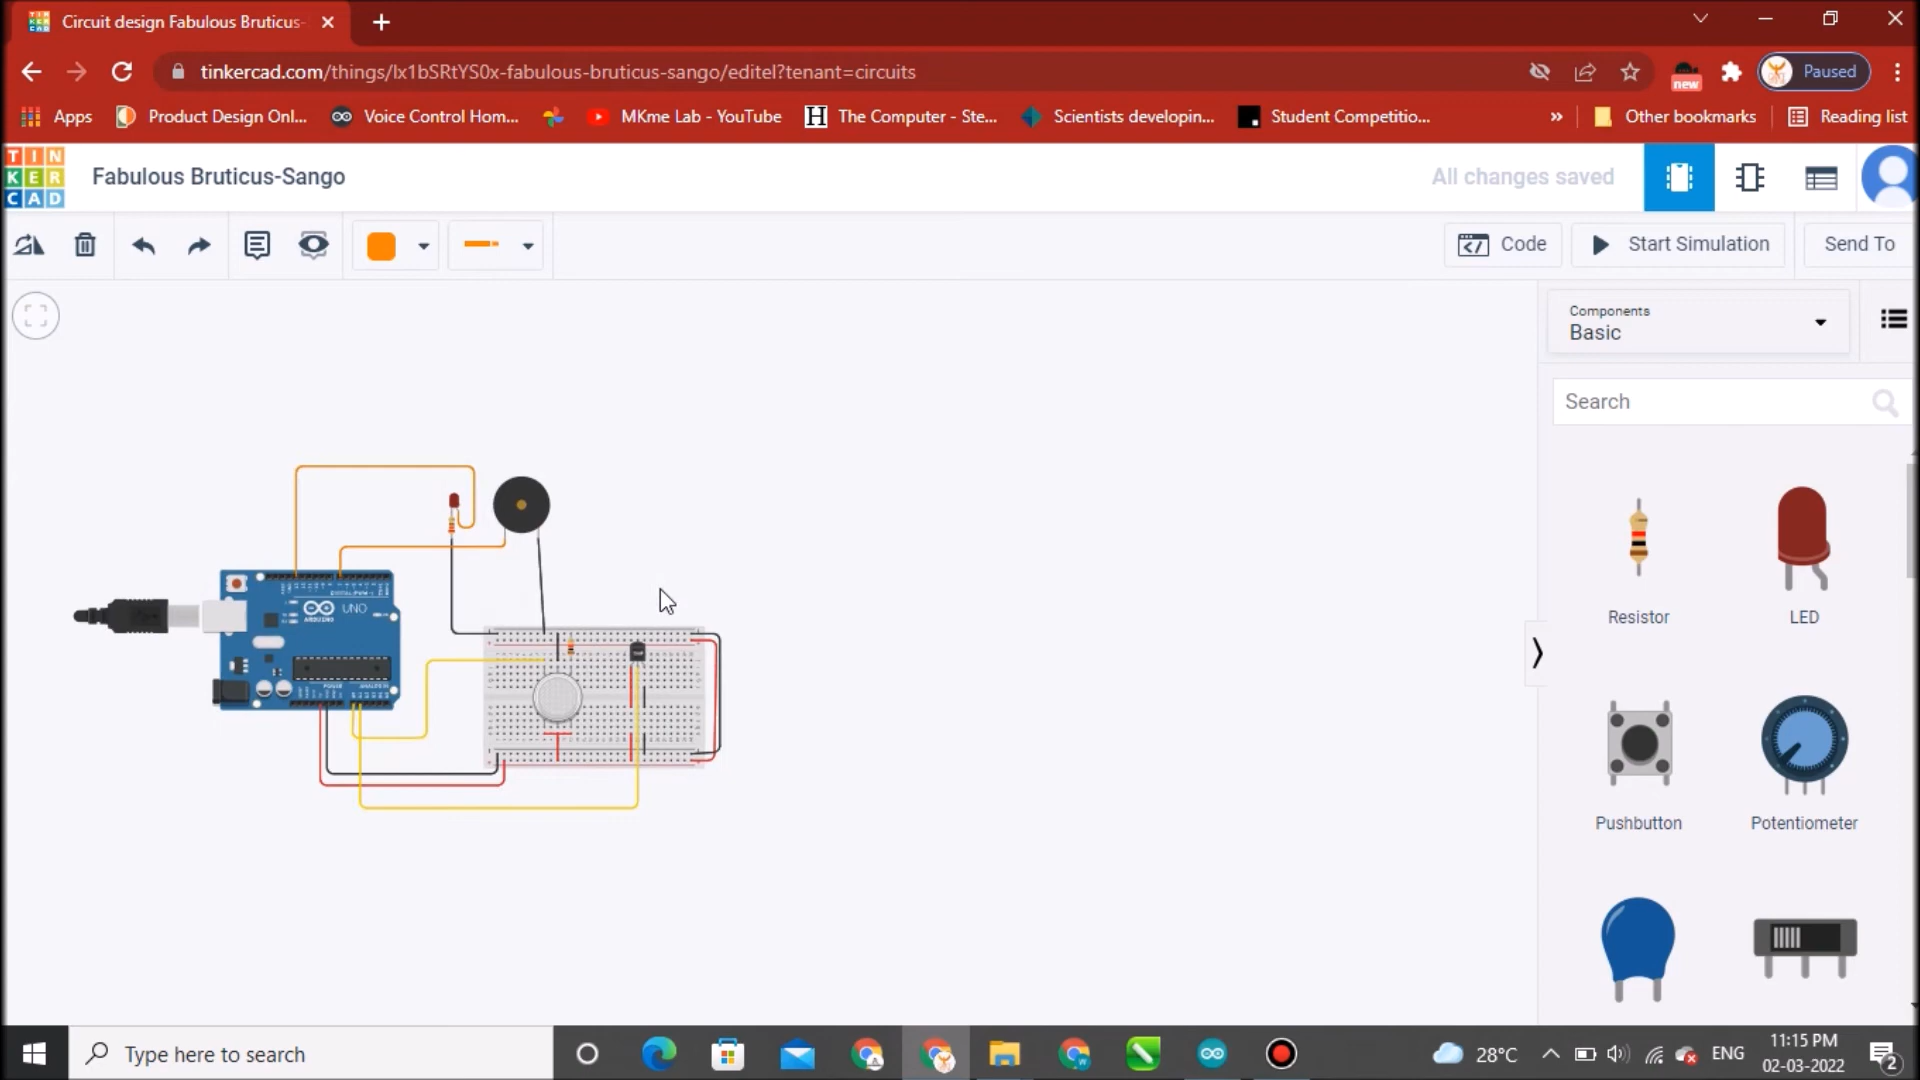 Circuit design Fabulous Bruticus-
tinkercad.com/things/lx1bSRtYS0x-fabulous-bruticus-sango/editel?tenant=circuits
new
Paused
Apps
Product Design Onl...
Voice Control Hom...
MKme Lab - YouTube
H
The Computer - Ste...
Scientists developin...
Student Competitio...
»
Other bookmarks
Reading list
TIN
KER
CAD
Fabulous Bruticus-Sango
All changes saved
Code
Start Simulation
Send To
Components
Basic
Search
UNO
ARDUINO
Resistor
LED
Pushbutton
Potentiometer
Type here to search
28°C
ENG
11:15 PM
02-03-2022
2